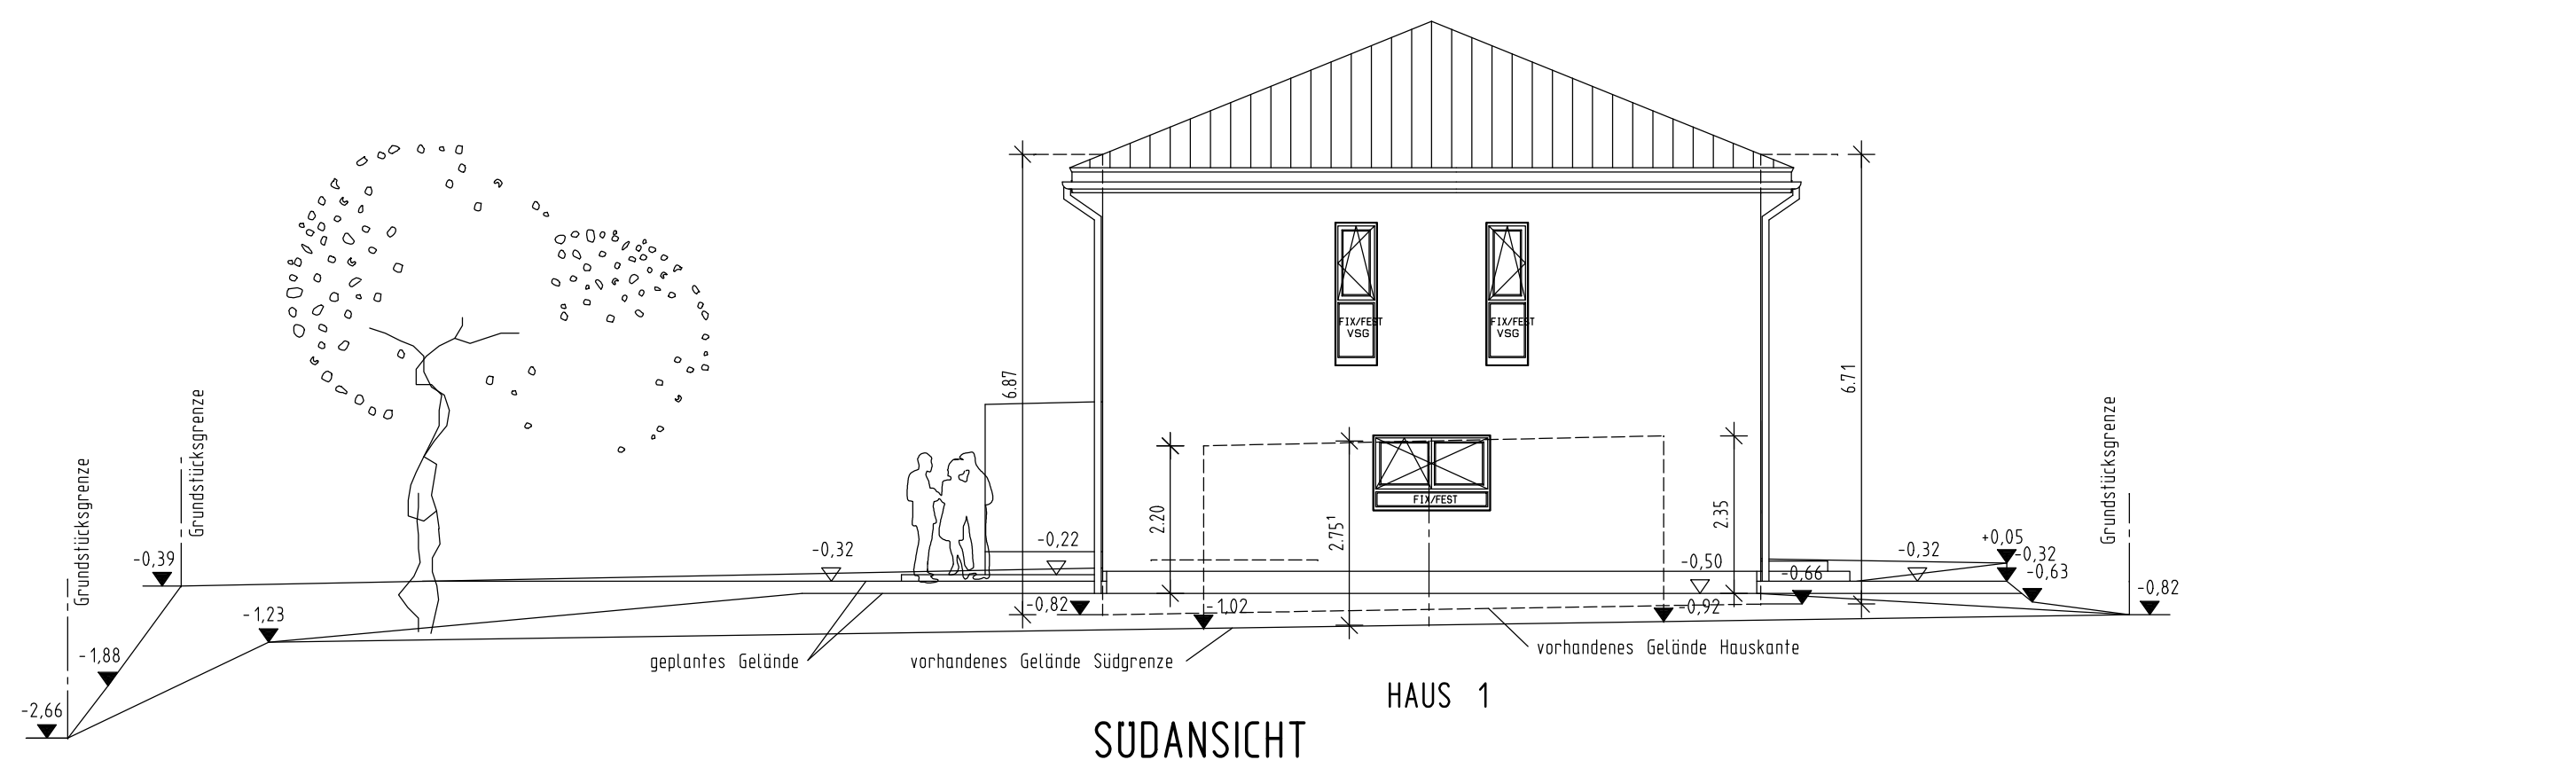 FIX/FEST
VSG
FIX/FEST
VSG
6.87
6.71
Grundstücksgrenze
Grundstücksgrenze
Grundstücksgrenze
FIX/FEST
2.20
2.75¹
2.35
-0,39
-0,32
-0,22
-0,50
-0,66
-0,32
+0,05
-0,32
-0,63
-0,82
-0,82
-1,02
-0,92
-1,23
-1,88
-2,66
geplantes Gelände
vorhandenes Gelände Südgrenze
vorhandenes Gelände Hauskante
HAUS 1
SÜDANSICHT